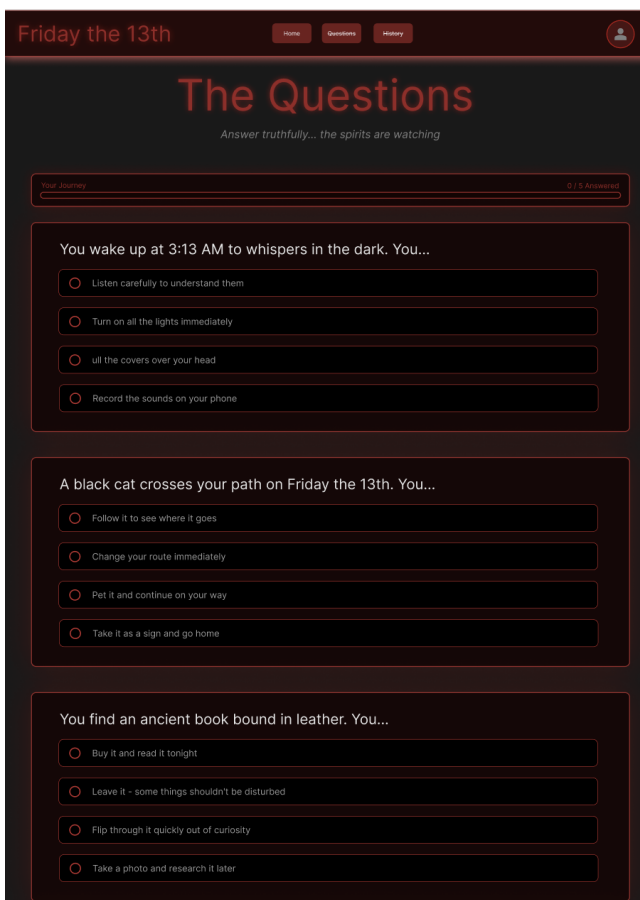 Friday the 13th
Home
Questions
History
The Questions
Answer truthfully... the spirits are watching
Your Journey
0 / 5 Answered
You wake up at 3:13 AM to whispers in the dark. You...
Listen carefully to understand them
Turn on all the lights immediately
ull the covers over your head
Record the sounds on your phone
A black cat crosses your path on Friday the 13th. You...
Follow it to see where it goes
Change your route immediately
Pet it and continue on your way
Take it as a sign and go home
You find an ancient book bound in leather. You...
Buy it and read it tonight
Leave it - some things shouldn't be disturbed
Flip through it quickly out of curiosity
Take a photo and research it later